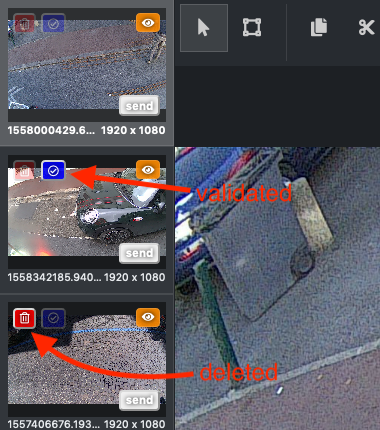 send
1558000429.6... 1920 x 1080
validated
send
1558342185.940... 1920 x 1080
deleted
send
1557406676.193... 1920 x 1080